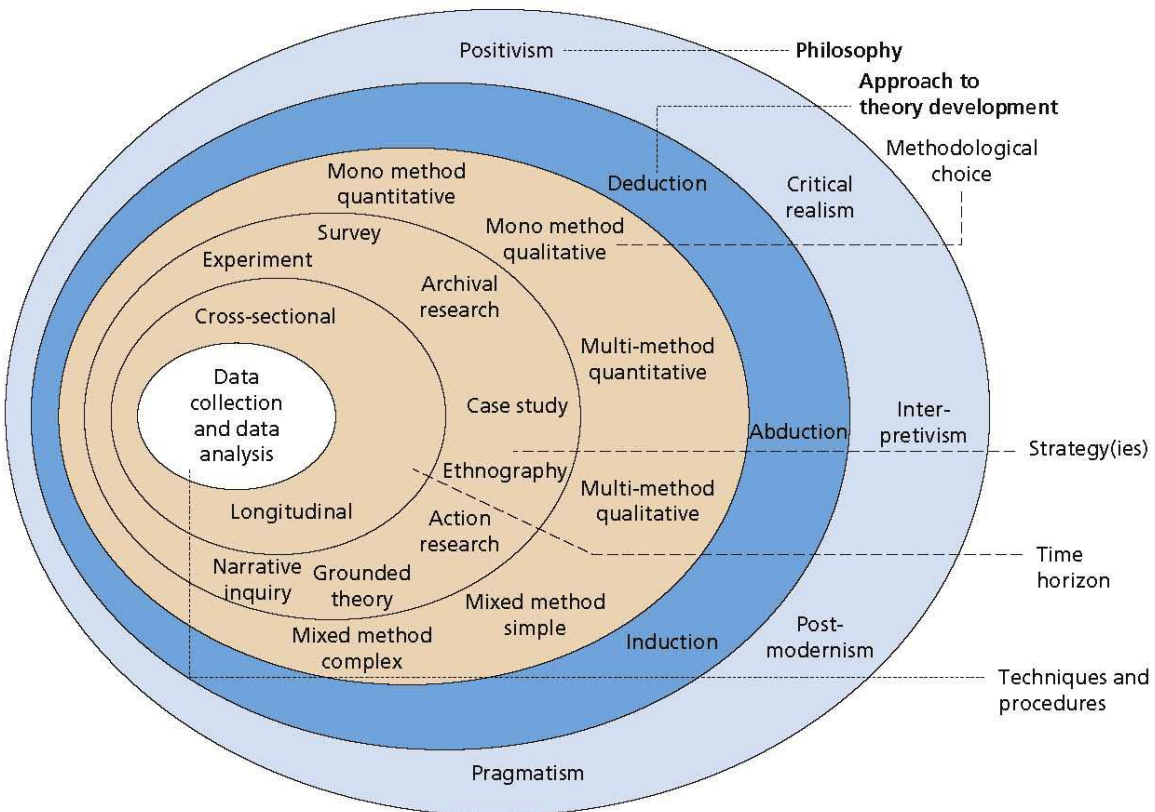 Positivism
Philosophy
Approach to
theory development
Methodological
choice
Mono method
quantitative
Deduction
Critical
realism
Mono method
qualitative
Survey
Experiment
Archival
research
Cross-sectional
Multi-method
quantitative
Data
collection
and data
analysis
Case study
Abduction
Inter-
pretivism
Strategy(ies)
Ethnography
Multi-method
qualitative
Longitudinal
Action
research
Time
horizon
Narrative
inquiry
Grounded
theory
Mixed method
simple
Mixed method
complex
Induction
Post-
modernism
Techniques and
procedures
Pragmatism